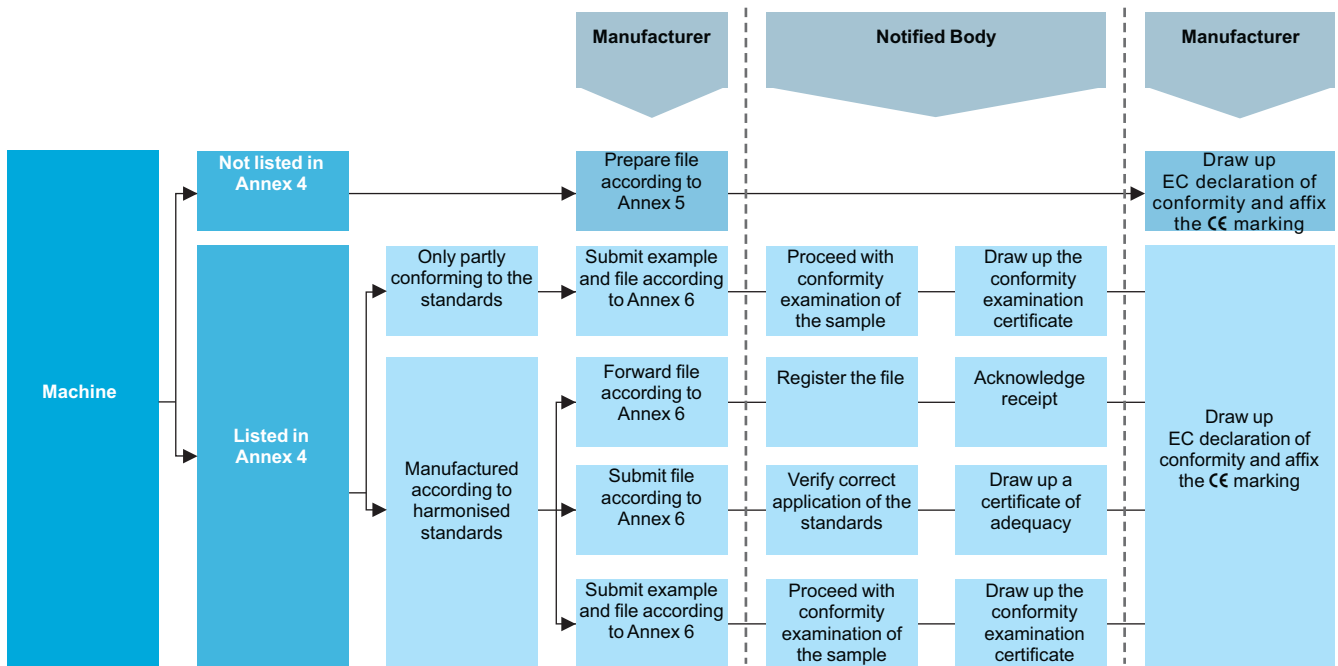 Manufacturer
Notified Body
Manufacturer
Machine
Not listed in
Annex 4
Prepare file
according to
Annex 5
Draw up
EC declaration of
conformity and affix
the CE marking
Listed in
Annex 4
Only partly
conforming to the
standards
Submit example
and file according
to Annex 6
Proceed with
conformity
examination of
the sample
Draw up the
conformity
examination
certificate
Manufactured
according to
harmonised
standards
Forward file
according to
Annex 6
Register the file
Acknowledge
receipt
Submit file
according to
Annex 6
Verify correct
application of the
standards
Draw up a
certificate of
adequacy
Submit example
and file according
to Annex 6
Proceed with
conformity
examination of
the sample
Draw up the
conformity
examination
certificate
Draw up
EC declaration of
conformity and affix
the CE marking